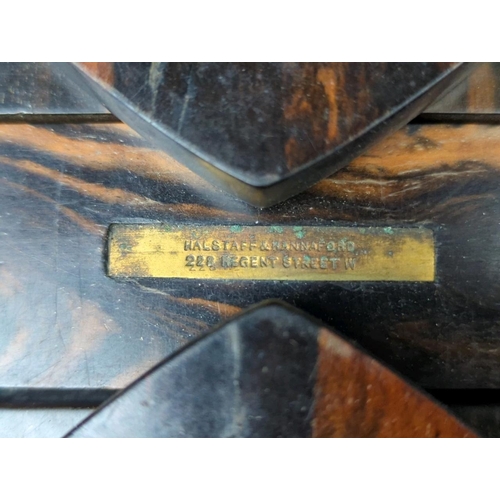 HALSTAFF & HANNAFORD
228 REGENT STREET W